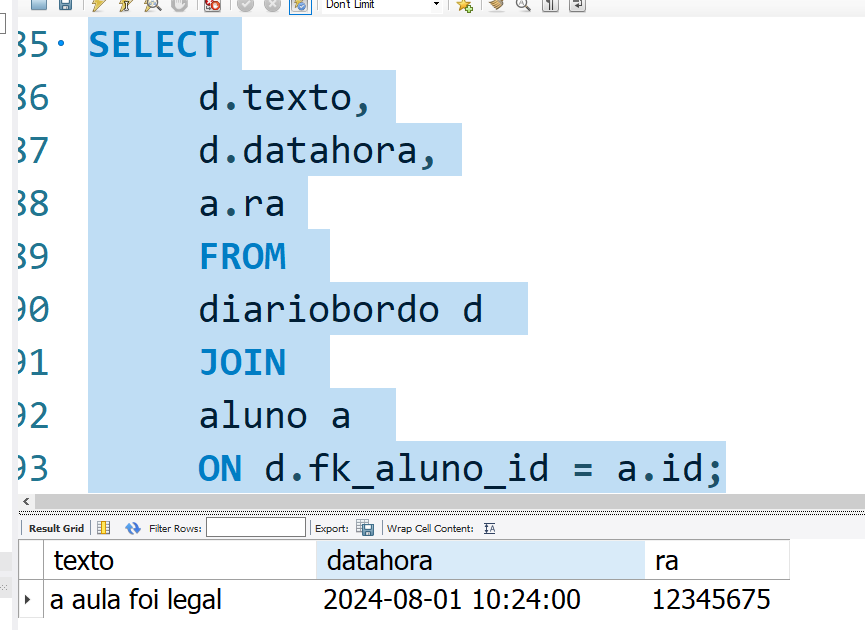 Don't Limit
35 SELECT
36 d.texto,
37 d.datahora,
38 a.ra
39 FROM
90 diariobordo d
91 JOIN
92 aluno a
93 ON d.fk_aluno_id = a.id;
Result Grid Filter Rows: Export: Wrap Cell Content:
texto datahora ra
a aula foi legal 2024-08-01 10:24:00 12345675